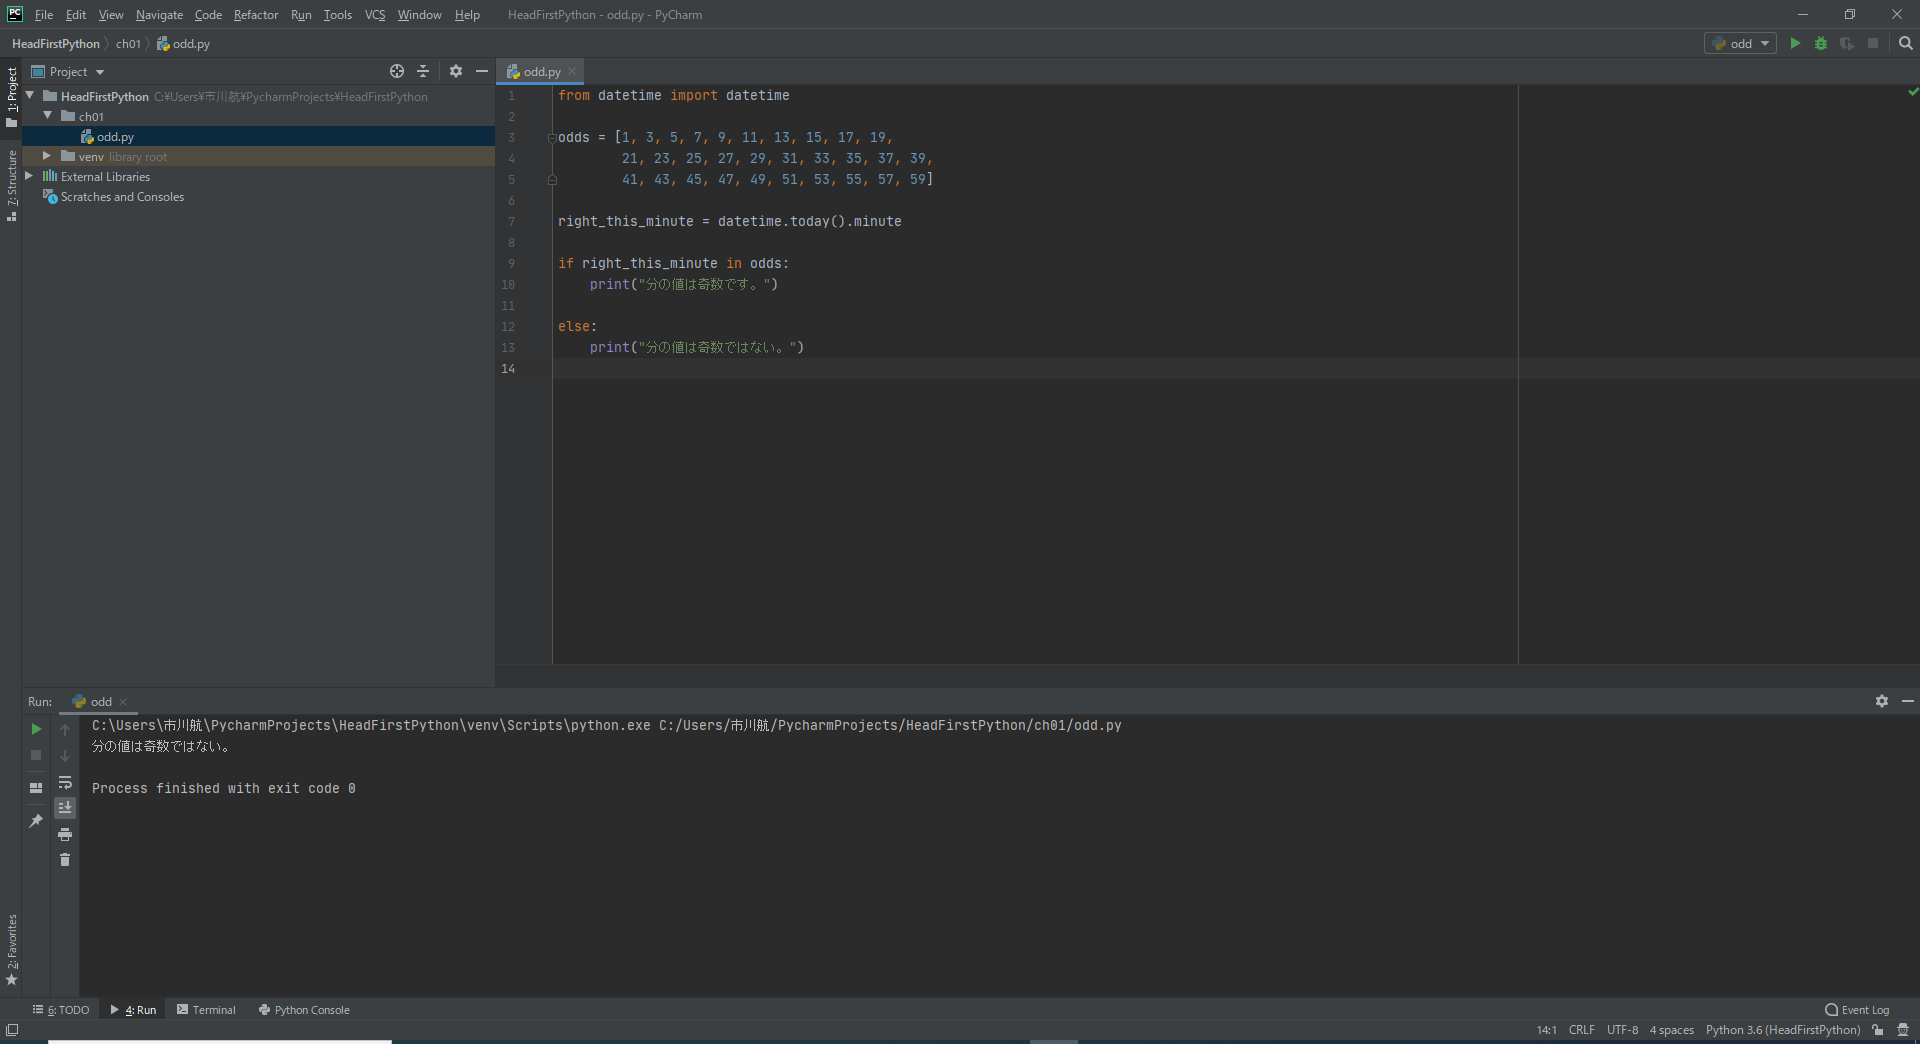 PC File Edit View Navigate Code Refactor Run Tools VCS Window Help HeadFirstPython - odd.py - PyCharm
HeadFirstPython ch01 odd.py odd
1: Project
7: Structure
2: Favorites
Project
HeadFirstPython C:¥Users¥市川航¥PycharmProjects¥HeadFirstPython
ch01
odd.py
venv library root
External Libraries
Scratches and Consoles
odd.py
1 from datetime import datetime
2
3 odds = [1, 3, 5, 7, 9, 11, 13, 15, 17, 19,
4 21, 23, 25, 27, 29, 31, 33, 35, 37, 39,
5 41, 43, 45, 47, 49, 51, 53, 55, 57, 59]
6
7 right_this_minute = datetime.today().minute
8
9 if right_this_minute in odds:
10 print("分の値は奇数です。")
11
12 else:
13 print("分の値は奇数ではない。")
14
Run: odd
C:\Users\市川航\PycharmProjects\HeadFirstPython\venv\Scripts\python.exe C:/Users/市川航/PycharmProjects/HeadFirstPython/ch01/odd.py
分の値は奇数ではない。
Process finished with exit code 0
6: TODO 4: Run Terminal Python Console Event Log
14:1 CRLF UTF-8 4 spaces Python 3.6 (HeadFirstPython)